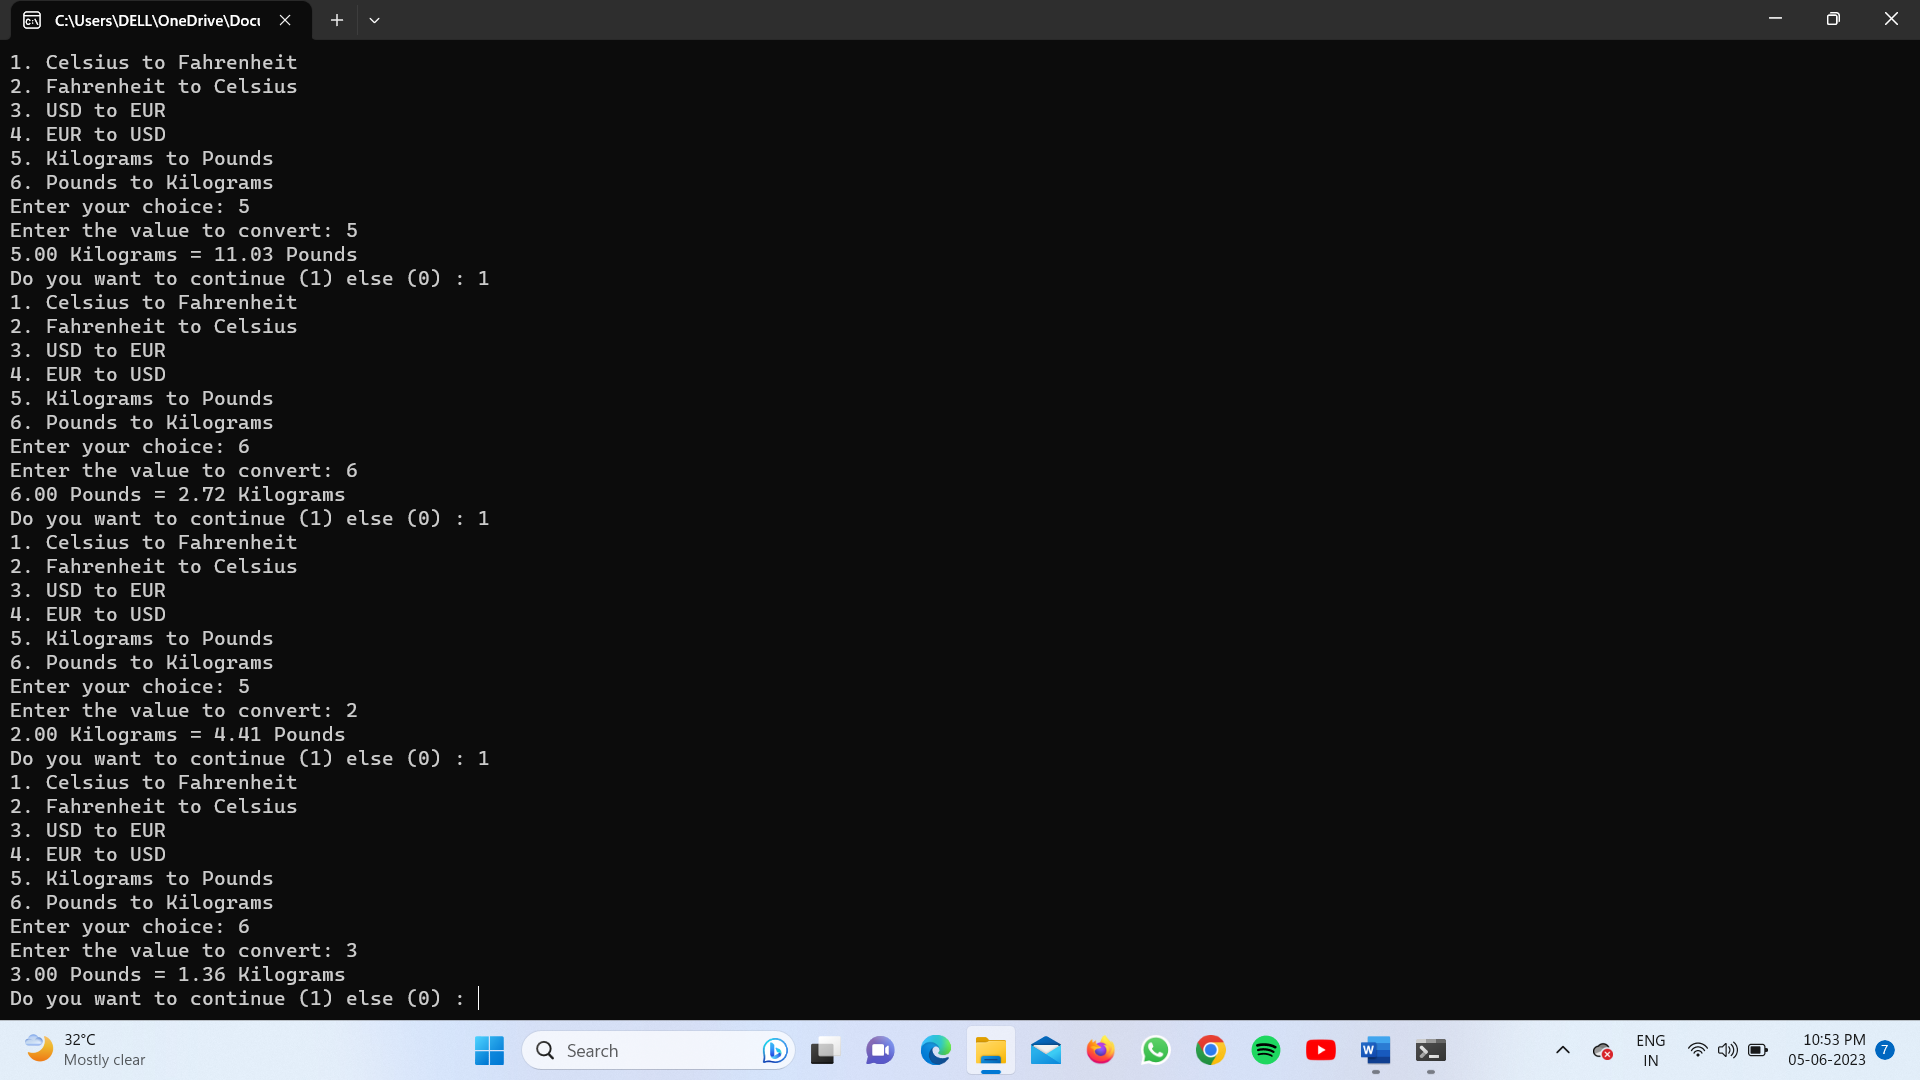 C:\Users\DELL\OneDrive\Docu
1. Celsius to Fahrenheit
2. Fahrenheit to Celsius
3. USD to EUR
4. EUR to USD
5. Kilograms to Pounds
6. Pounds to Kilograms
Enter your choice: 5
Enter the value to convert: 5
5.00 Kilograms = 11.03 Pounds
Do you want to continue (1) else (0) : 1
1. Celsius to Fahrenheit
2. Fahrenheit to Celsius
3. USD to EUR
4. EUR to USD
5. Kilograms to Pounds
6. Pounds to Kilograms
Enter your choice: 6
Enter the value to convert: 6
6.00 Pounds = 2.72 Kilograms
Do you want to continue (1) else (0) : 1
1. Celsius to Fahrenheit
2. Fahrenheit to Celsius
3. USD to EUR
4. EUR to USD
5. Kilograms to Pounds
6. Pounds to Kilograms
Enter your choice: 5
Enter the value to convert: 2
2.00 Kilograms = 4.41 Pounds
Do you want to continue (1) else (0) : 1
1. Celsius to Fahrenheit
2. Fahrenheit to Celsius
3. USD to EUR
4. EUR to USD
5. Kilograms to Pounds
6. Pounds to Kilograms
Enter your choice: 6
Enter the value to convert: 3
3.00 Pounds = 1.36 Kilograms
Do you want to continue (1) else (0) :
32°C
Mostly clear
Search
ENG
IN
10:53 PM
05-06-2023
7